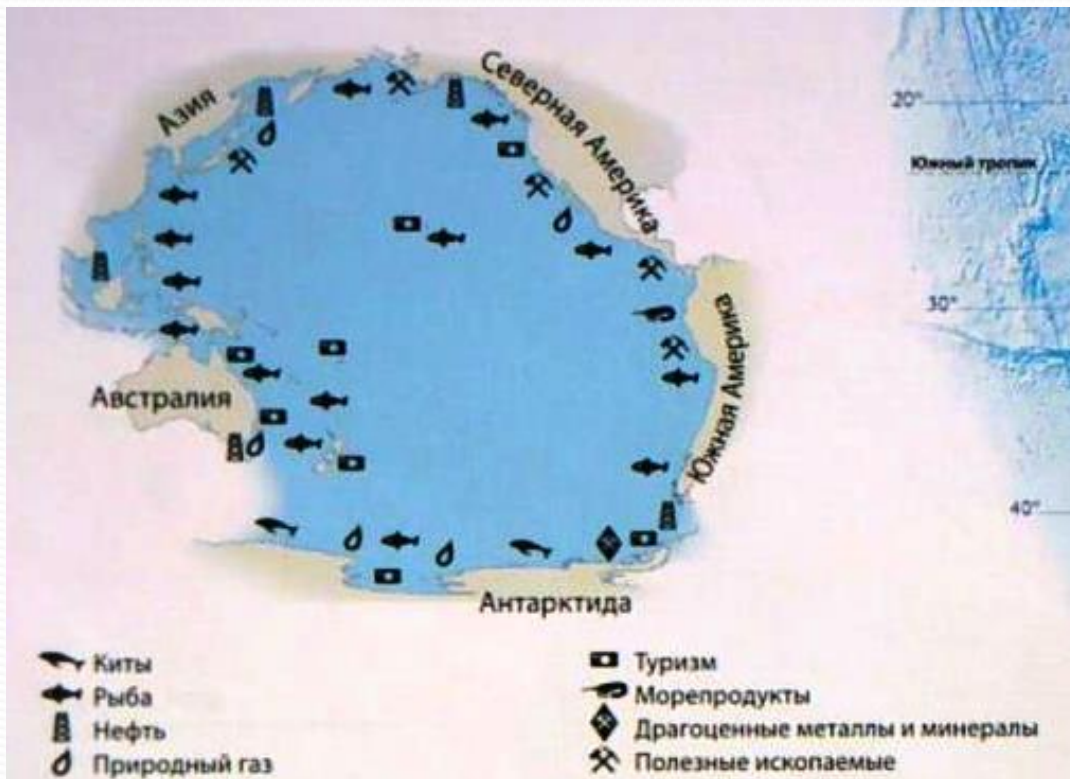 Азия
Северная Америка
20°
Южный тропик
30°
Южная Америка
Австралия
40°
Антарктида
Киты
Рыба
Нефть
Природный газ
Туризм
Морепродукты
Драгоценные металлы и минералы
Полезные ископаемые